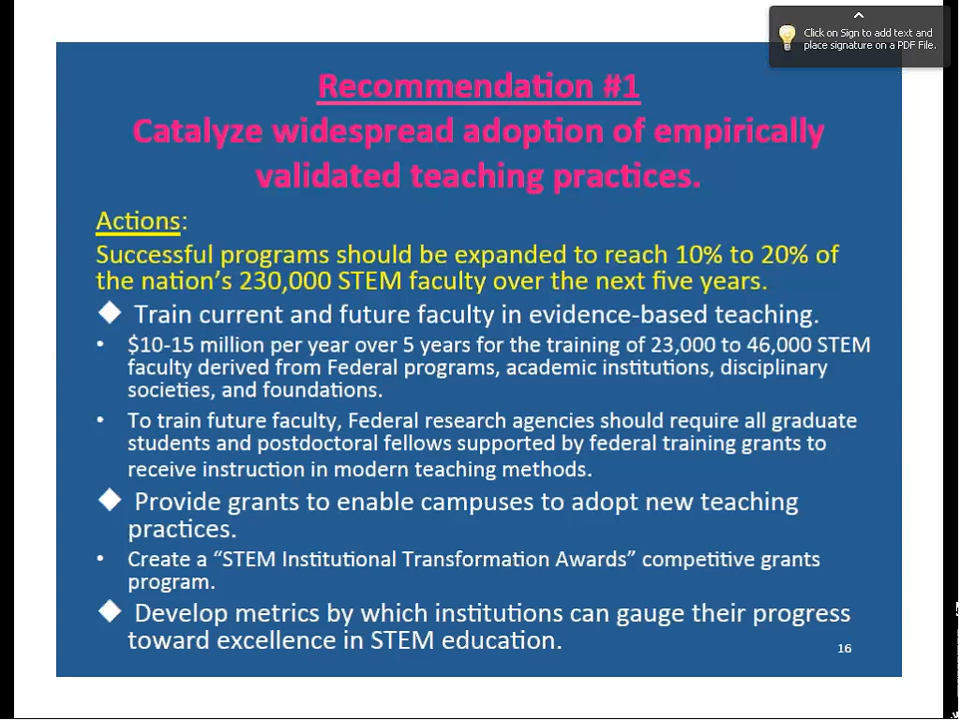 Click on Sign to add text and
place signature on a PDF File.
Recommendation #1
Catalyze widespread adoption of empirically
validated teaching practices.
Actions:
Successful programs should be expanded to reach 10% to 20% of
the nation’s 230,000 STEM faculty over the next five years.
◆ Train current and future faculty in evidence-based teaching.
• $10-15 million per year over 5 years for the training of 23,000 to 46,000 STEM
faculty derived from Federal programs, academic institutions, disciplinary
societies, and foundations.
• To train future faculty, Federal research agencies should require all graduate
students and postdoctoral fellows supported by federal training grants to
receive instruction in modern teaching methods.
◆ Provide grants to enable campuses to adopt new teaching
practices.
• Create a “STEM Institutional Transformation Awards” competitive grants
program.
◆ Develop metrics by which institutions can gauge their progress
toward excellence in STEM education.
16